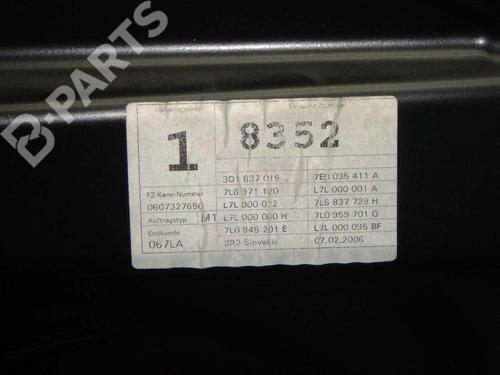 B-PARTS
1
8352
3D1 837 016
7E0 035 411 A
FZ-Kenn-Nummer
7L6 971 120
L7L 000 001 A
0607327650
L7L 000 072
7L6 837 729 H
Auftragstyp
M1
L7L 000 060 H
7L0 959 701 G
Endkunde
7L0 845 201 E
L7L 000 095 BF
067LA
BR2-Slovakia
07.02.2006